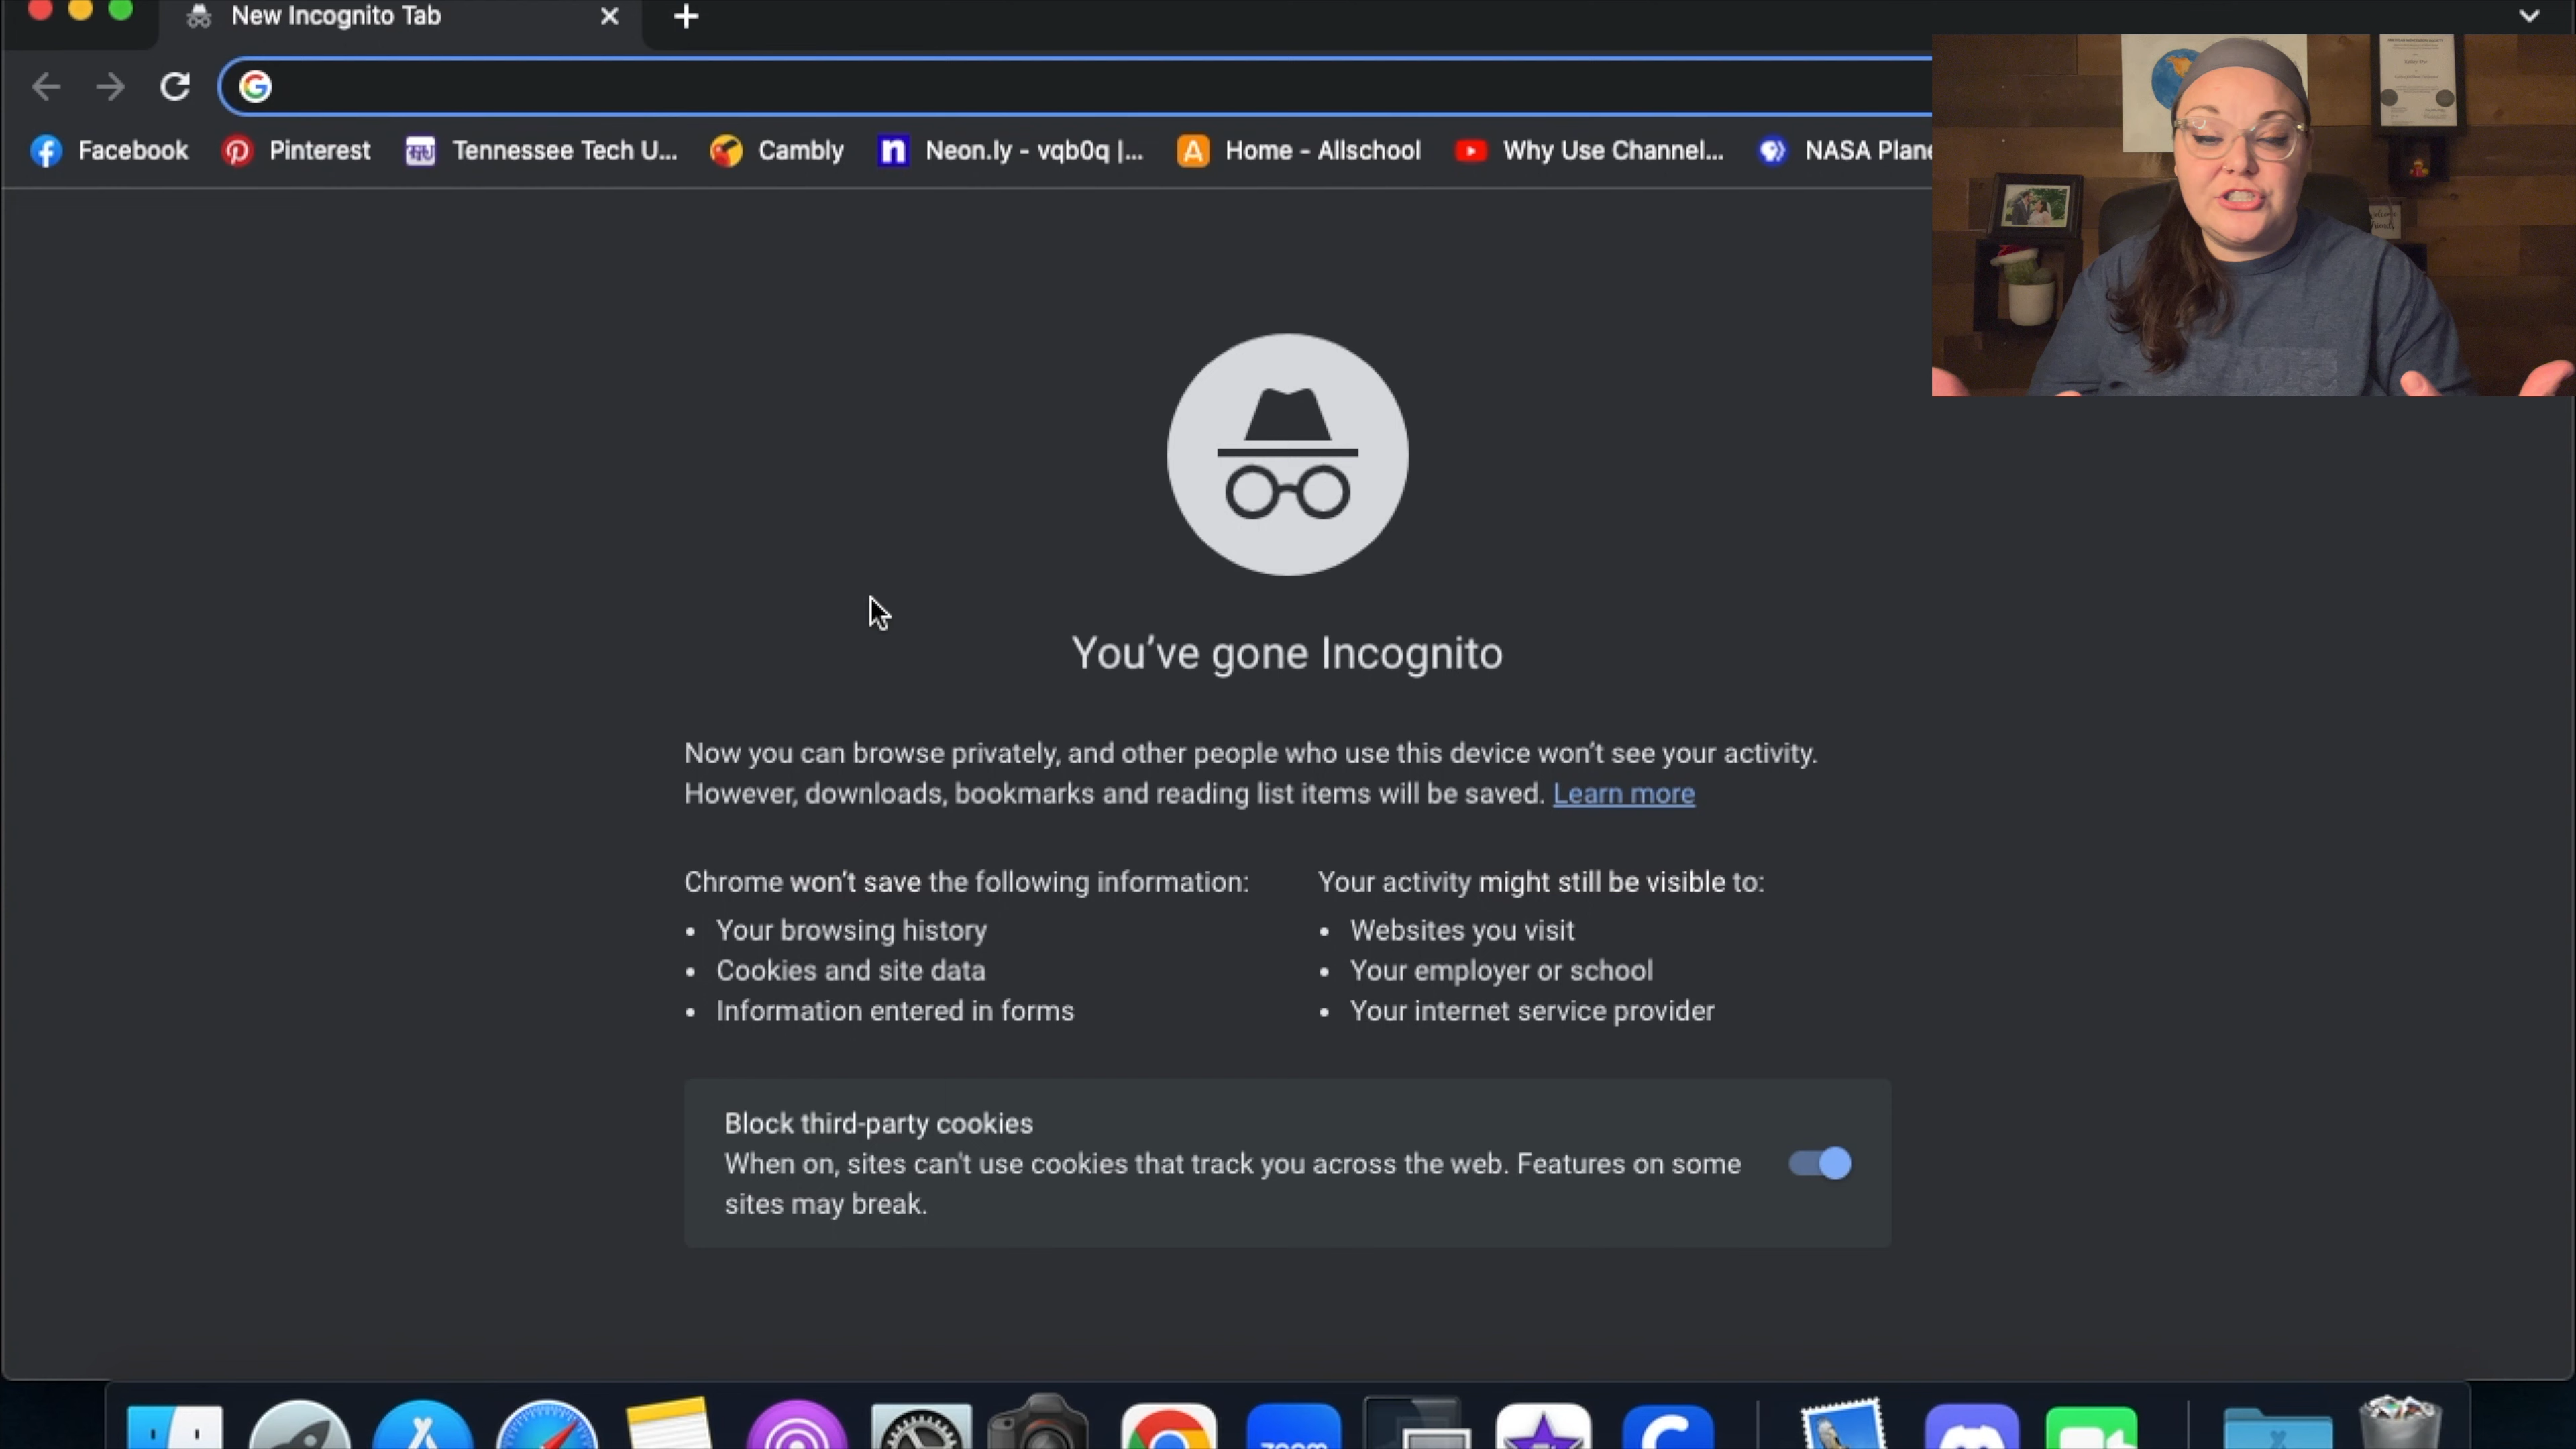 New Incognito Tab
Facebook Pinterest Tennessee Tech U... Cambly Neon.ly - vqb0q |... Home - Allschool Why Use Channel... NASA Plane
You've gone Incognito
Now you can browse privately, and other people who use this device won't see your activity.
However, downloads, bookmarks and reading list items will be saved. Learn more
Chrome won't save the following information:
• Your browsing history
• Cookies and site data
• Information entered in forms
Your activity might still be visible to:
• Websites you visit
• Your employer or school
• Your internet service provider
Block third-party cookies
When on, sites can't use cookies that track you across the web. Features on some
sites may break.
zoom